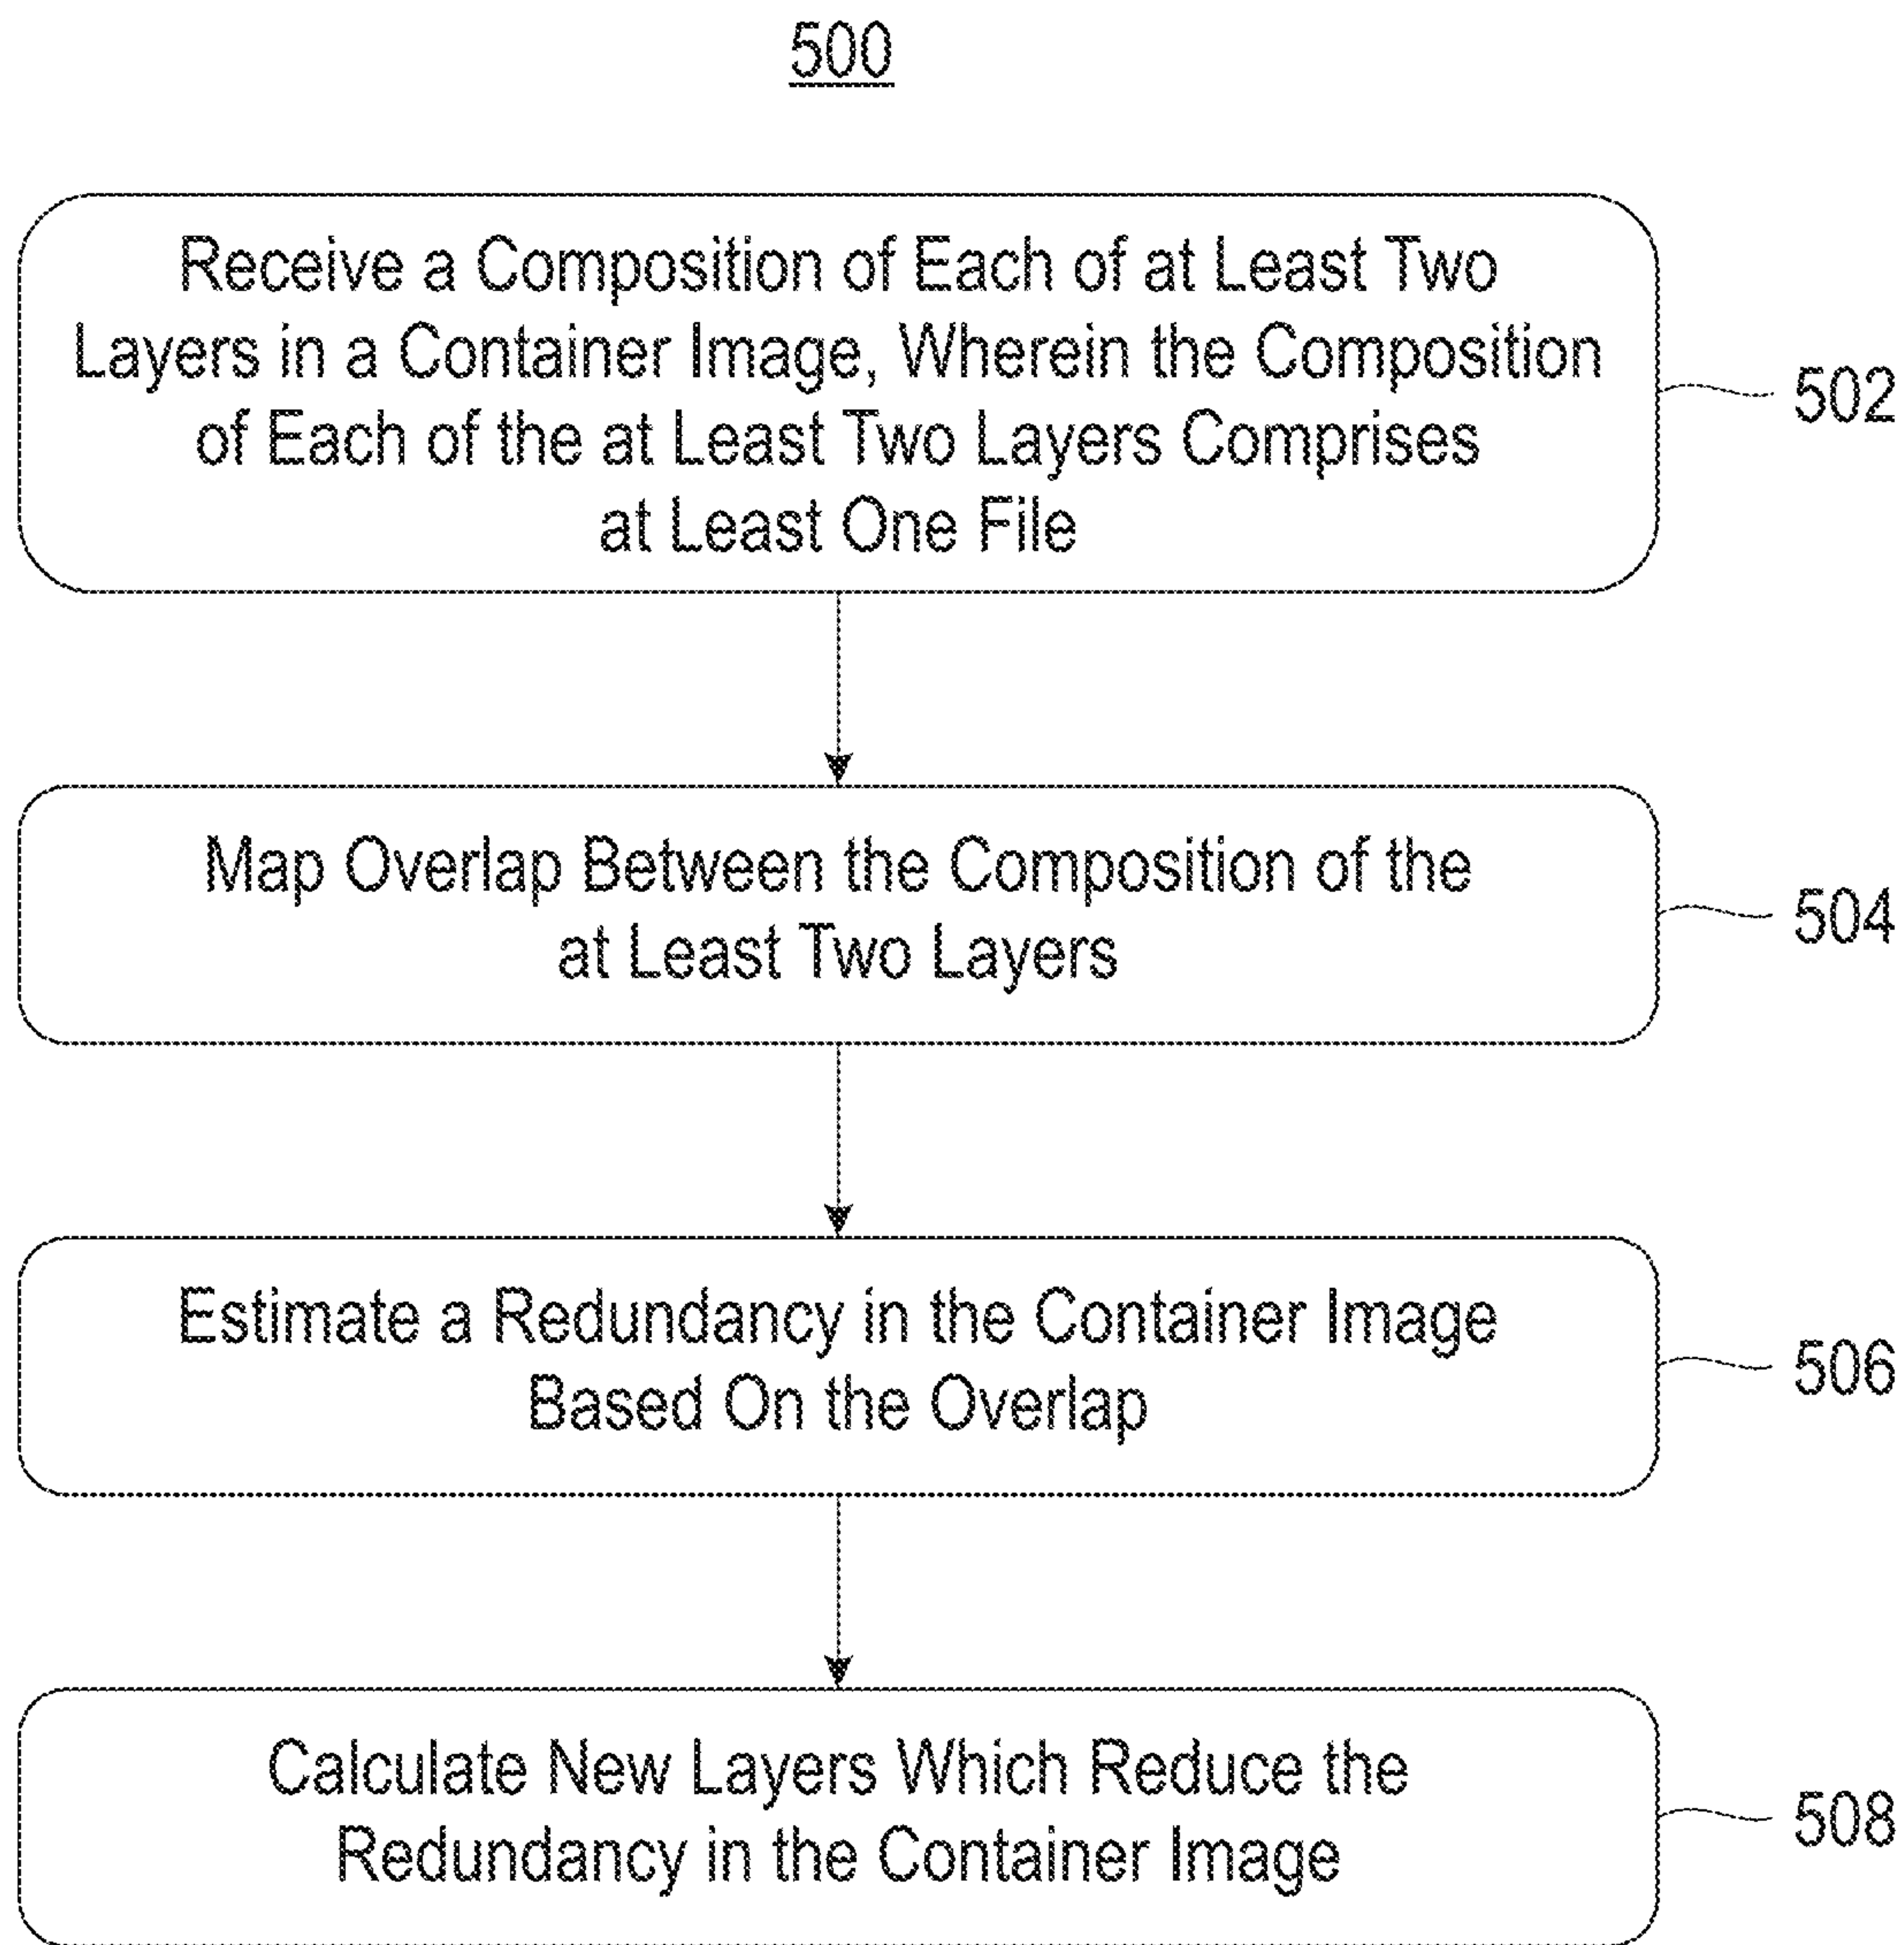 500
Receive a Composition of Each of at Least Two
Layers in a Container Image, Wherein the Composition
of Each of the at Least Two Layers Comprises
at Least One File
502
Map Overlap Between the Composition of the
at Least Two Layers
504
Estimate a Redundancy in the Container Image
Based On the Overlap
506
Calculate New Layers Which Reduce the
Redundancy in the Container Image
508